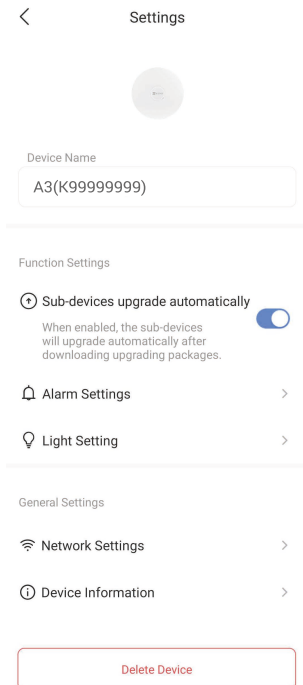 Settings
Device Name
A3(K99999999)
Function Settings
Sub-devices upgrade automatically
When enabled, the sub-devices
will upgrade automatically after
downloading upgrading packages.
Alarm Settings
Light Setting
General Settings
Network Settings
Device Information
Delete Device